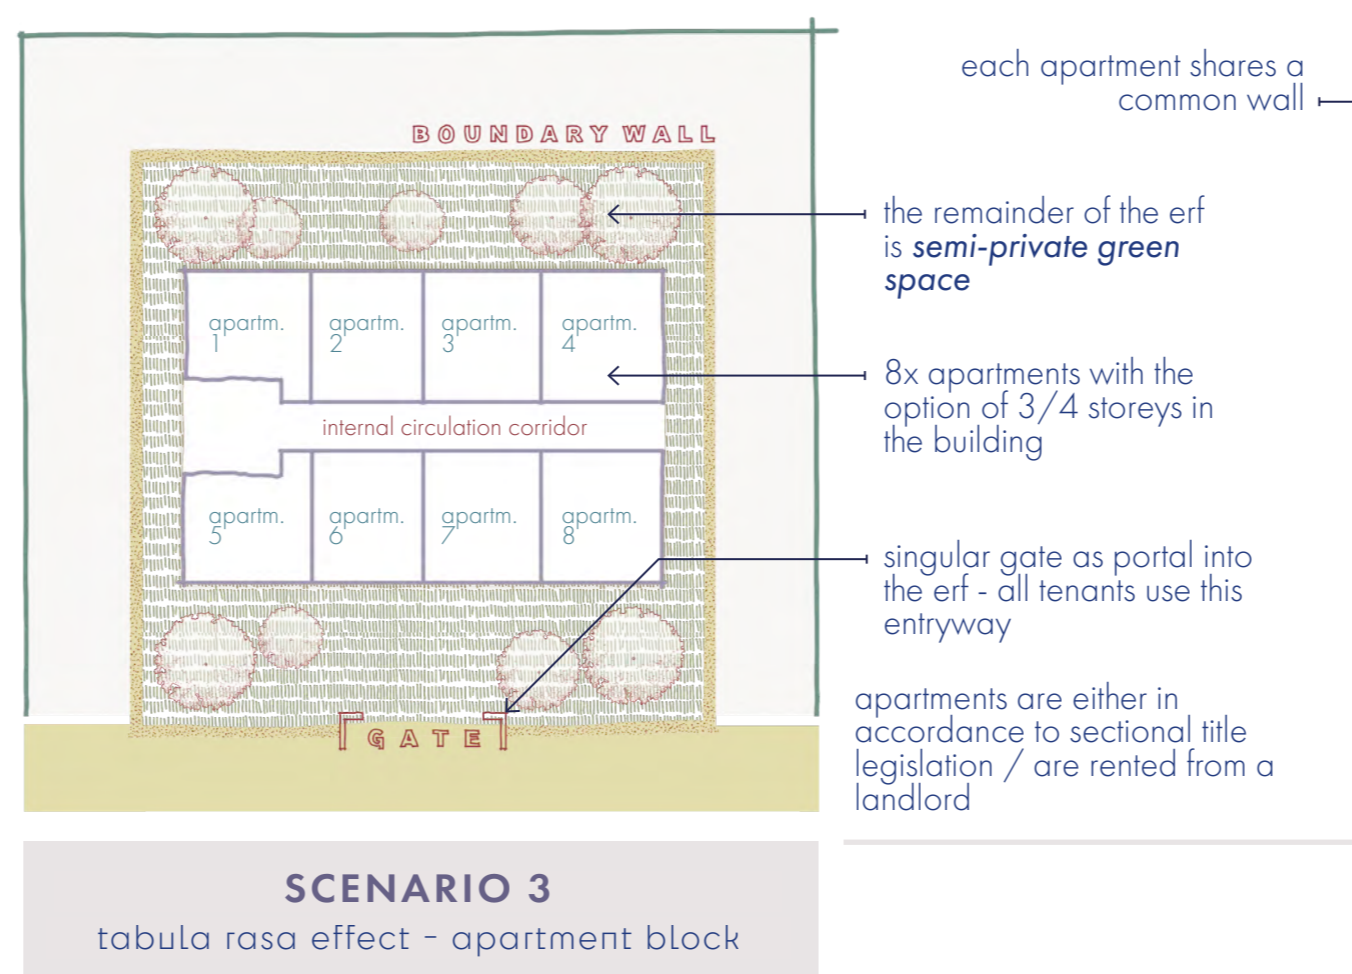 each apartment shares a
common wall
BOUNDARY WALL
the remainder of the erf
is semi-private green
space
apartm.
1
apartm.
2
apartm.
3
apartm.
4
8x apartments with the
option of 3/4 storeys in
the building
internal circulation corridor
apartm.
5
apartm.
6
apartm.
7
apartm.
8
singular gate as portal into
the erf - all tenants use this
entryway
GATE
apartments are either in
accordance to sectional title
legislation / are rented from a
landlord
SCENARIO 3
tabula rasa effect - apartment block